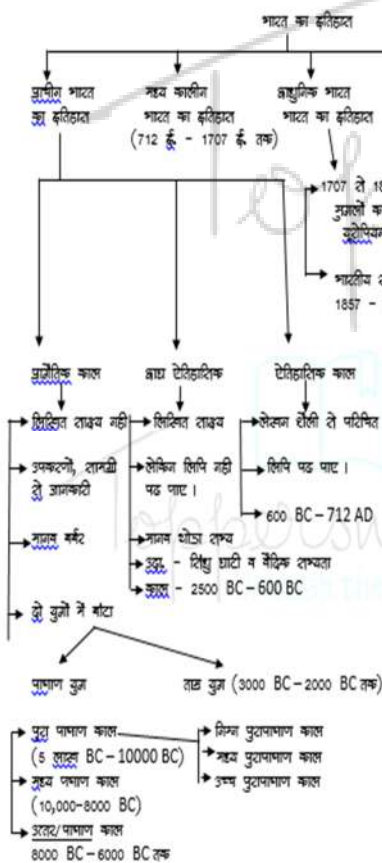 भारत का इतिहास
प्राचीन भारत
का इतिहास
मध्य कालीन
भारत का इतिहास
(712 ई. - 1707 ई. तक)
आधुनिक भारत
भारत का इतिहास
1707 से
मुगलों
भारतीय
1857 -
प्रागैतिक काल
लिखित साक्ष्य नहीं
उपकरणों, सामग्री
से जानकारी
मानव बर्बर
दो युगों में बांटा
आद्य ऐतिहासिक
लिखित साक्ष्य
लेकिन लिपि नहीं
पढ पाए।
मानव थोडा सभ्य
उदा. - सिंधु घाटी व वैदिक सभ्यता
काल - 2500 BC – 600 BC
ऐतिहासिक काल
लेखन शैली से परिचित
लिपि पढ पाए।
600 BC – 712 AD
पाषाण युग
ताम्र युग (3000 BC – 2000 BC तक)
पुरा पाषाण काल
(5 लाख BC – 10000 BC)
मध्य पाषाण काल
(10,000-8000 BC)
उत्तर/पाषाण काल
8000 BC – 6000 BC तक
निम्न पुरापाषाण काल
मध्य पुरापाषाण काल
उच्च पुरापाषाण काल